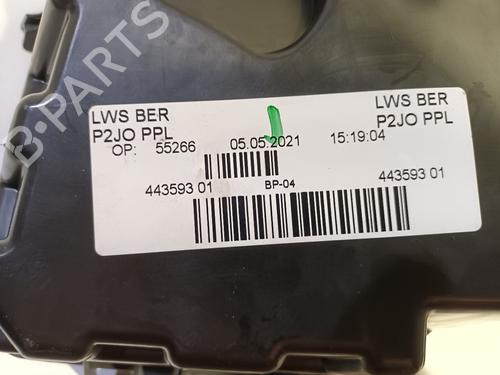 B-PARTS
LWS BER
P2JO PPL
LWS BER
P2JO PPL
OP: 55266 05.05.2021 15:19:04
443593 01 BP-04 443593 01